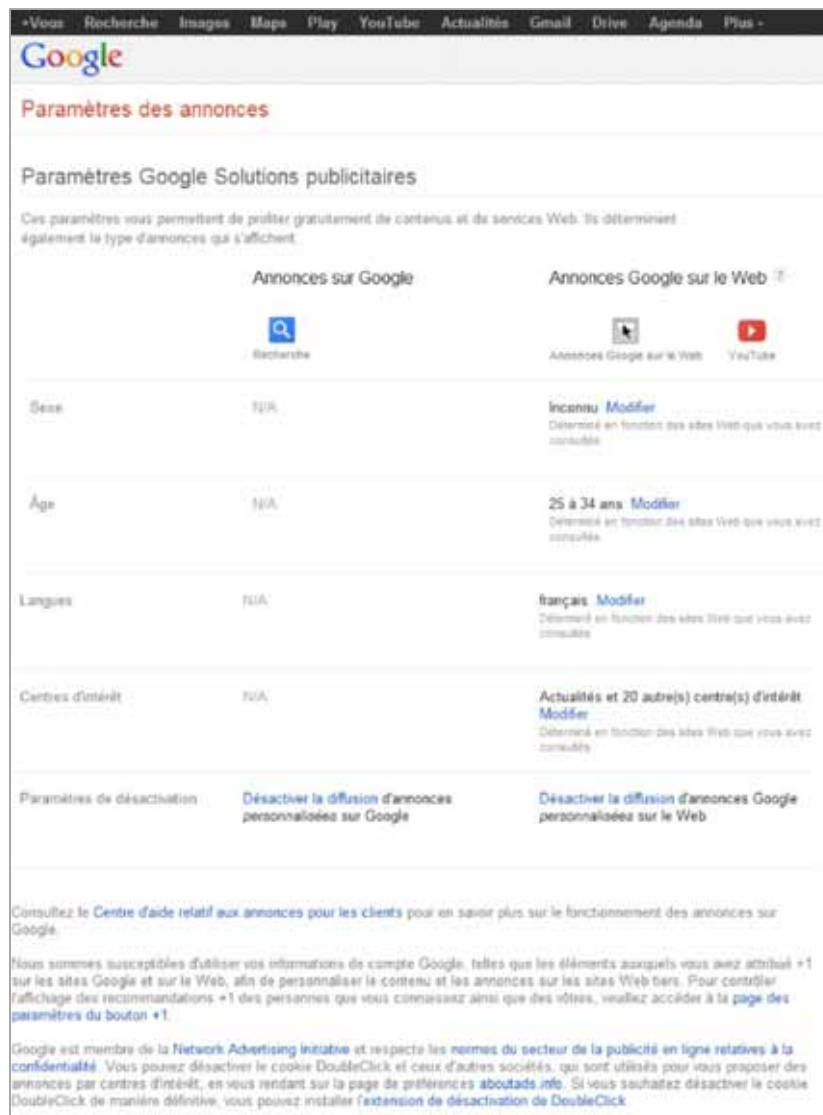 +Vous Recherche Images Maps Play YouTube Actualités Gmail Drive Agenda Plus
Google
Paramètres des annonces
Paramètres Google Solutions publicitaires
Ces paramètres vous permettent de profiter gratuitement de contenus et de services Web. Ils déterminent
également le type d'annonces qui s'affichent.
Annonces sur Google Annonces Google sur le Web ?
Recherche Annonces Google sur le Web YouTube
Sexe N/A Inconnu Modifier
Déterminé en fonction des sites Web que vous avez
consultés
Âge N/A 25 à 34 ans Modifier
Déterminé en fonction des sites Web que vous avez
consultés
Langues N/A français Modifier
Déterminé en fonction des sites Web que vous avez
consultés
Centres d'intérêt N/A Actualités et 20 autre(s) centre(s) d'intérêt
Modifier
Déterminé en fonction des sites Web que vous avez
consultés
Paramètres de désactivation Désactiver la diffusion d'annonces Désactiver la diffusion d'annonces Google
personnalisées sur Google personnalisées sur le Web
Consultez le Centre d'aide relatif aux annonces pour les clients pour en savoir plus sur le fonctionnement des annonces sur
Google.
Nous sommes susceptibles d'utiliser vos informations de compte Google, telles que les éléments auxquels vous avez attribué +1
sur les sites Google et sur le Web, afin de personnaliser le contenu et les annonces sur les sites Web tiers. Pour contrôler
l'affichage des recommandations +1 des personnes que vous connaissez ainsi que des vôtres, veuillez accéder à la page des
paramètres du bouton +1.
Google est membre de la Network Advertising Initiative et respecte les normes du secteur de la publicité en ligne relatives à la
confidentialité. Vous pouvez désactiver le cookie DoubleClick et ceux d'autres sociétés, qui sont utilisés pour vous proposer des
annonces par centres d'intérêt, en vous rendant sur la page de préférences aboutads.info. Si vous souhaitez désactiver le cookie
DoubleClick de manière définitive, vous pouvez installer l'extension de désactivation de DoubleClick.